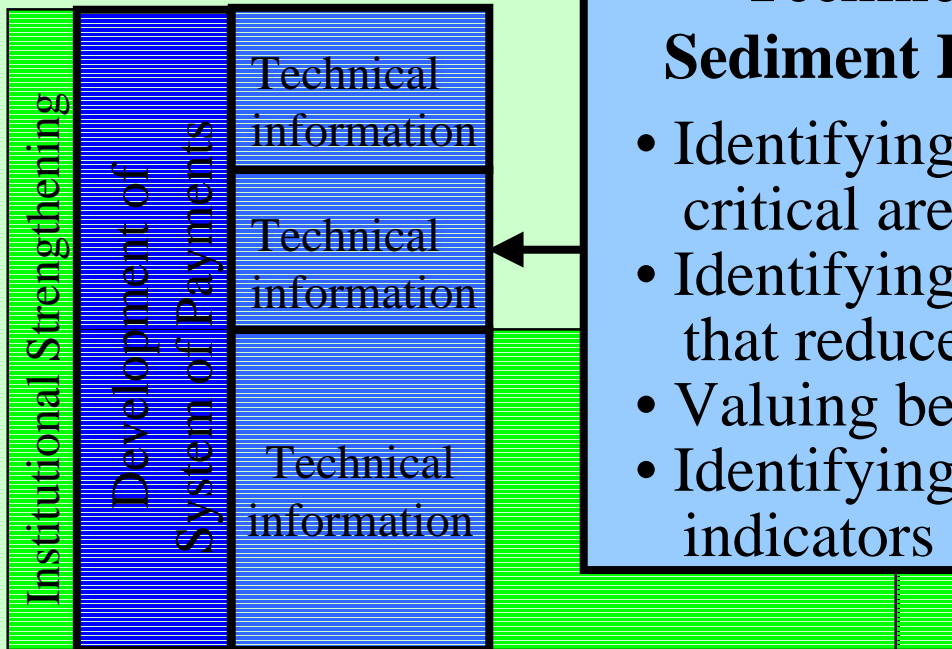 Institutional Strengthening
Development of
System of Payments
Technical
information
Technical
information
Technical
information
Sediment
• Identifying
critical are
• Identifying
that reduce
• Valuing be
• Identifying
indicators